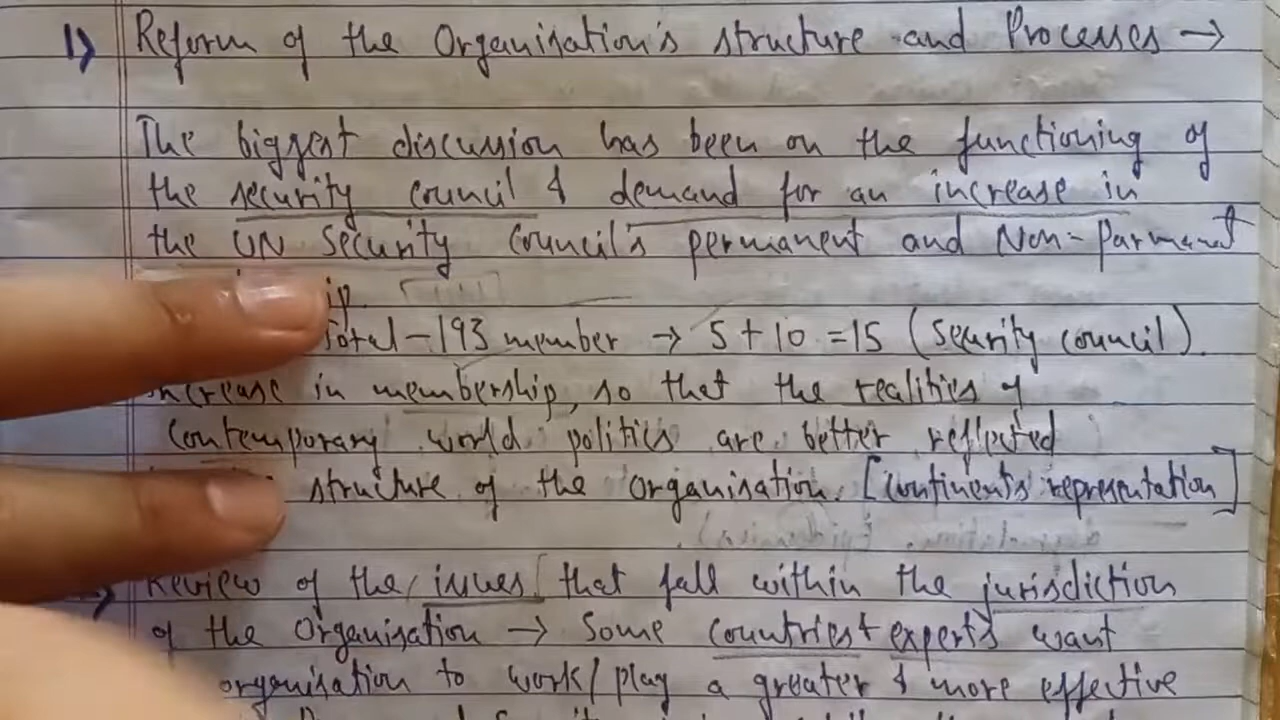 1) Reform of the Organisation's structure and Processes →
The biggest discussion has been on the functioning of
the security council & demand for an increase in
the UN Security Council's permanent and Non-Parmanent
ip.
Total - 193 member → 5 + 10 = 15 (Security Council).
increase in membership, so that the realities of
contemporary world politics are better reflected
structure of the Organisation. [Continents representation]
Review of the issues that fall within the jurisdiction
of the Organisation → Some countries & experts want
organisation to work/play a greater & more effective